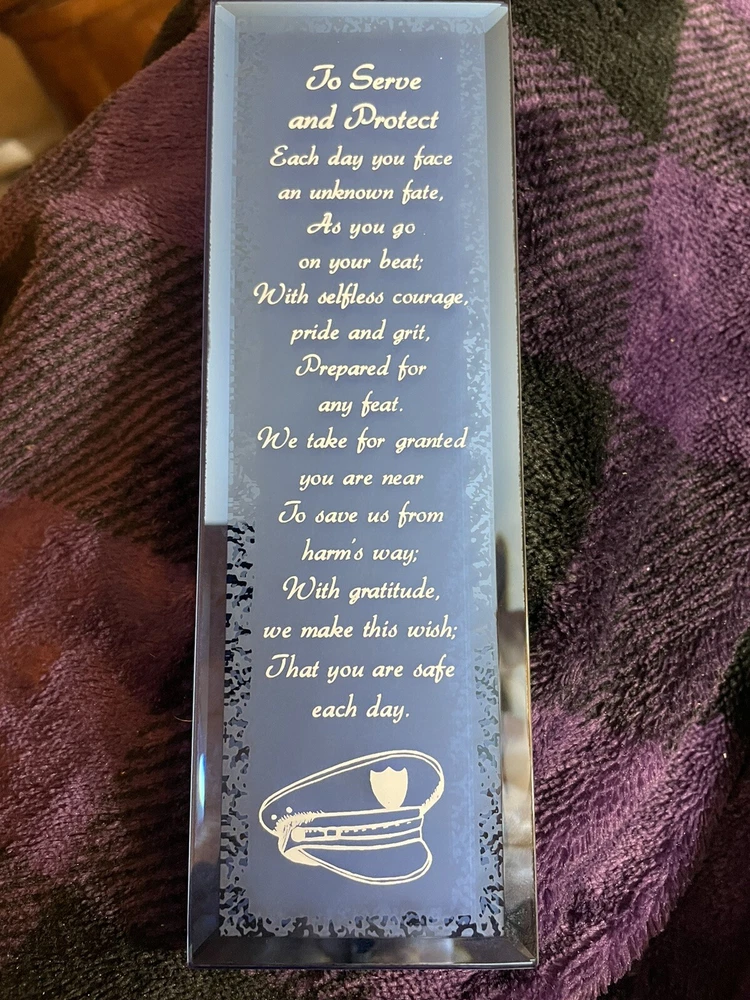 To Serve
and Protect
Each day you face
an unknown fate,
As you go
on your beat;
With selfless courage,
pride and grit,
Prepared for
any feat.
We take for granted
you are near
To save us from
harm's way;
With gratitude,
we make this wish;
That you are safe
each day.